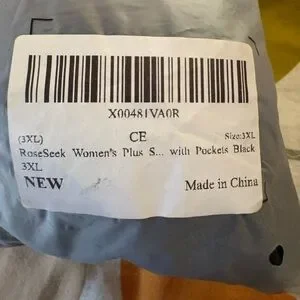 X00481VA0R
(3XL) CE Size:3XL
RoseSeek Women's Plus S... with Pockets Black
3XL
NEW Made in China